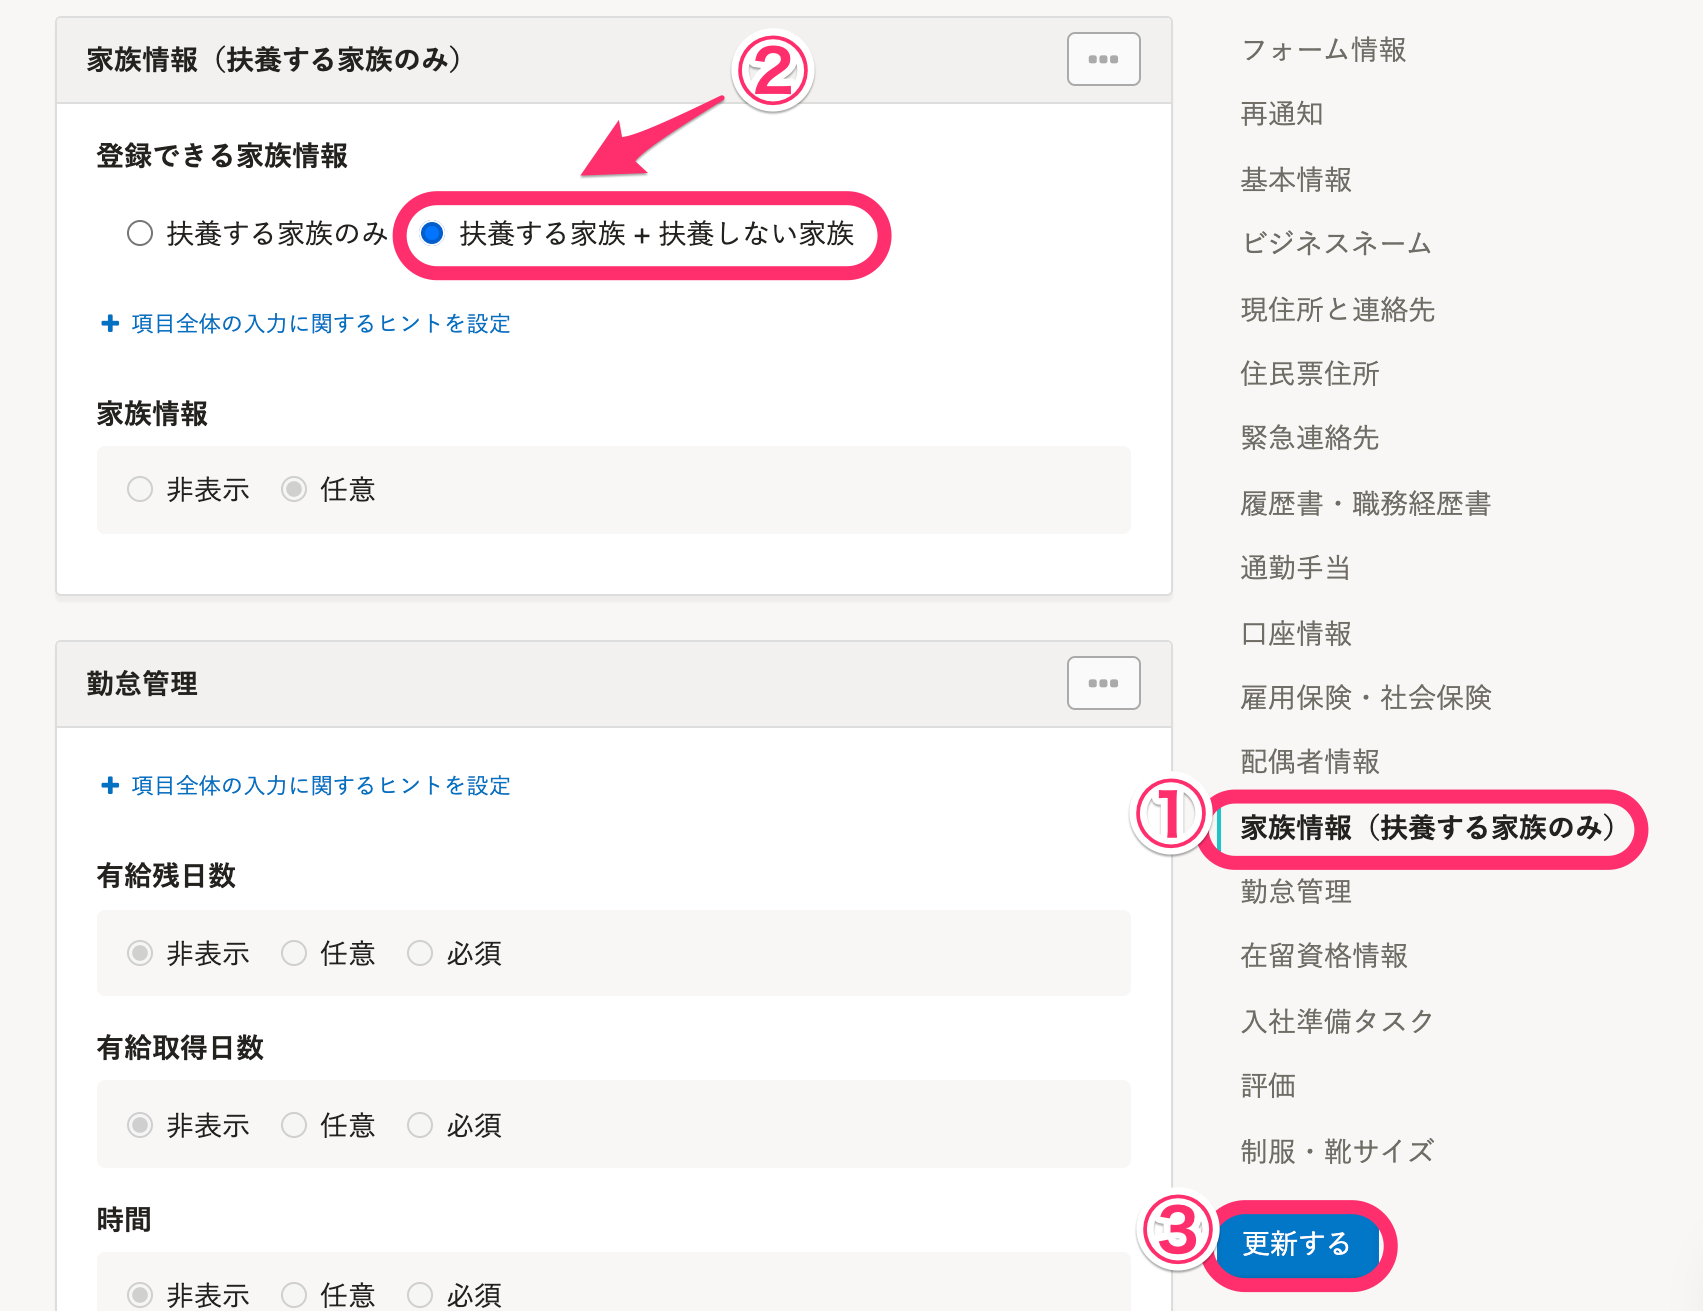 家族情報（扶養する家族のみ）
②
登録できる家族情報
扶養する家族のみ 扶養する家族 + 扶養しない家族
+ 項目全体の入力に関するヒントを設定
家族情報
非表示 任意
勤怠管理
+ 項目全体の入力に関するヒントを設定
有給残日数
非表示 任意 必須
有給取得日数
非表示 任意 必須
時間
非表示 任意 必須
フォーム情報
再通知
基本情報
ビジネスネーム
現住所と連絡先
住民票住所
緊急連絡先
履歴書・職務経歴書
通勤手当
口座情報
雇用保険・社会保険
配偶者情報
① 家族情報（扶養する家族のみ）
勤怠管理
在留資格情報
入社準備タスク
評価
制服・靴サイズ
③ 更新する